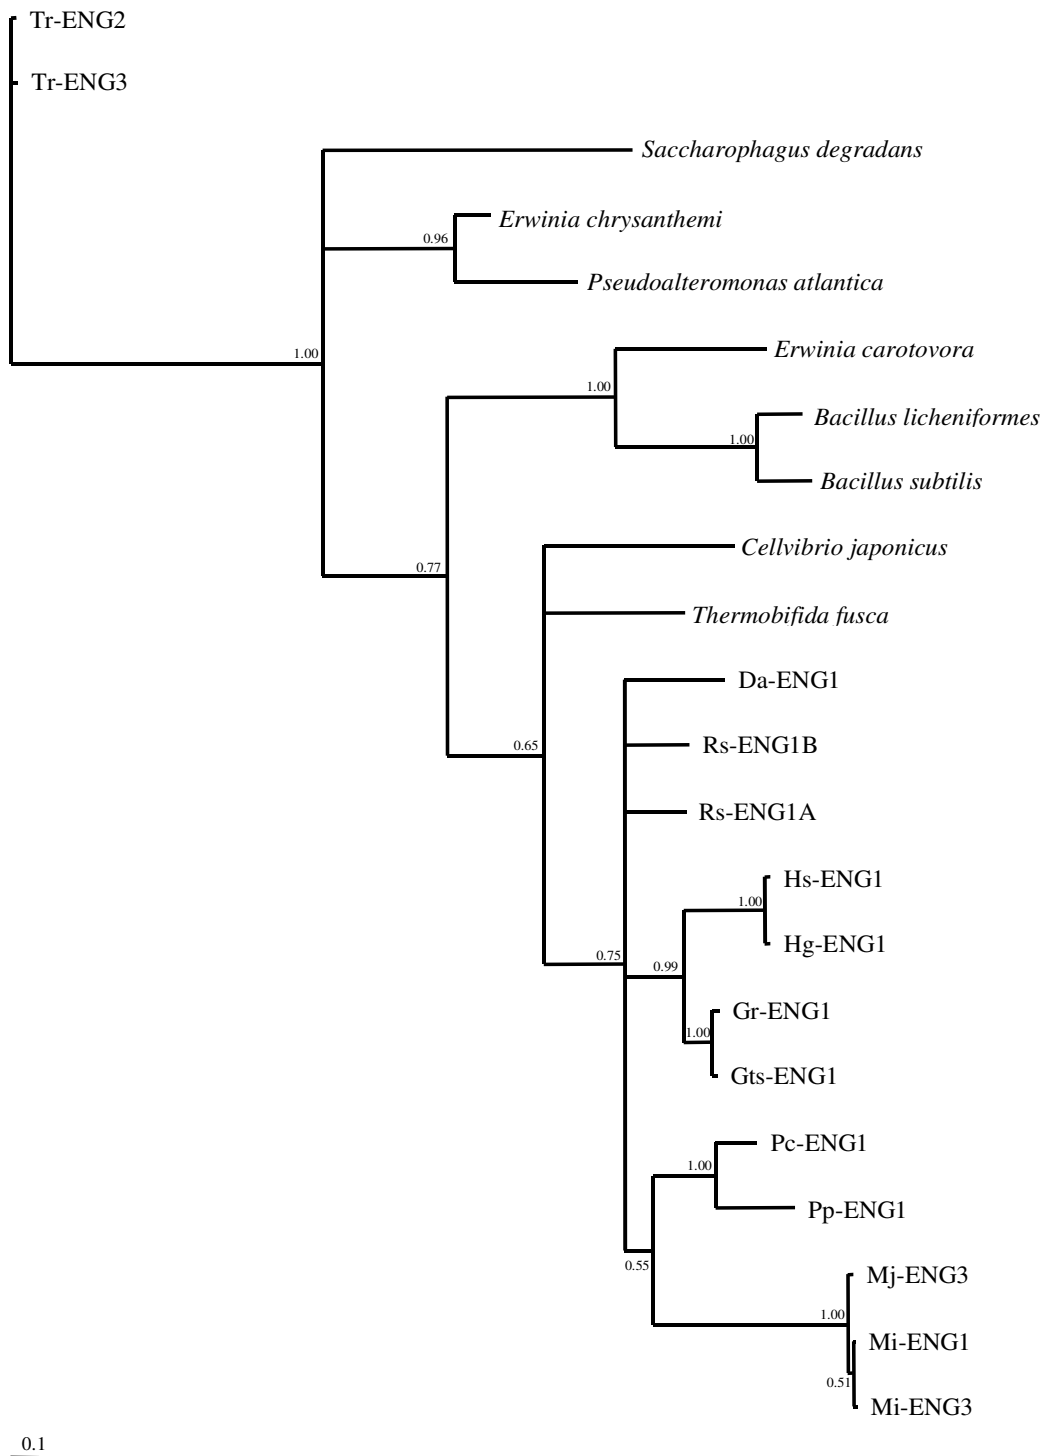 Tr-ENG2
Tr-ENG3
Saccharophagus degradans
Erwinia chrysanthemi
0.96
Pseudoalteromonas atlantica
Erwinia carotovora
1.00
1.00
Bacillus licheniformes
1.00
Bacillus subtilis
Cellvibrio japonicus
0.77
Thermobifida fusca
Da-ENG1
0.65
Rs-ENG1B
Rs-ENG1A
Hs-ENG1
1.00
Hg-ENG1
0.75
0.99
Gr-ENG1
1.00
Gts-ENG1
Pc-ENG1
1.00
Pp-ENG1
0.55
Mj-ENG3
1.00
Mi-ENG1
0.51
Mi-ENG3
0.1